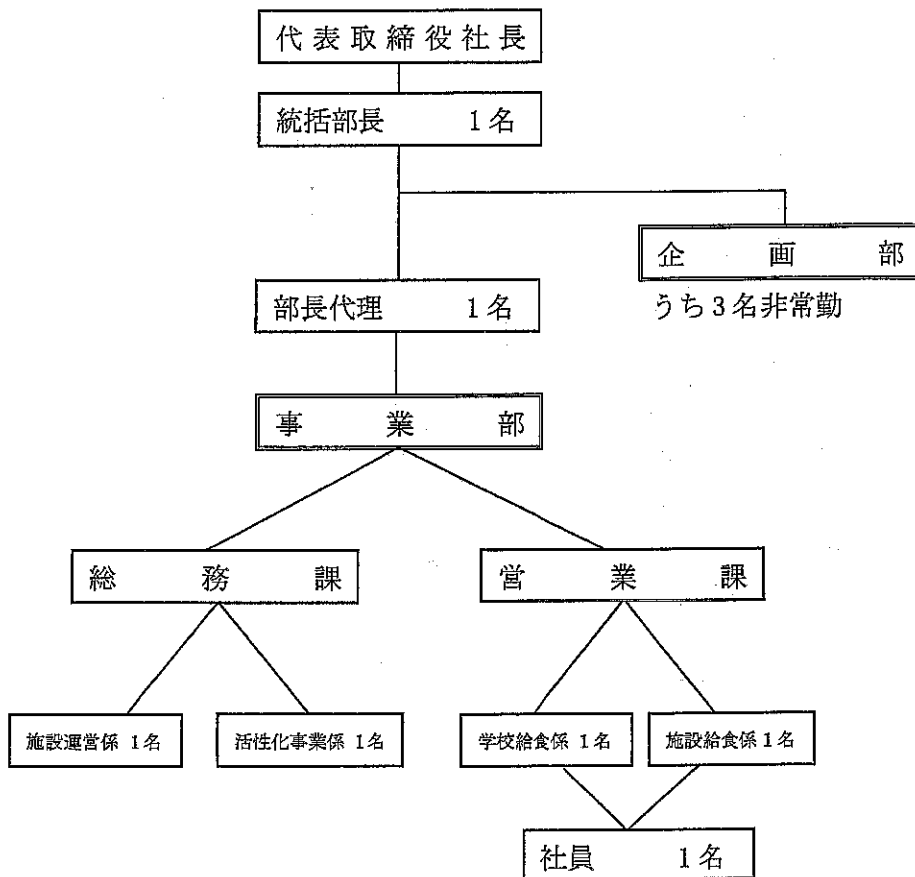 代表取締役社長
統括部長 1名
企画部
うち3名非常勤
部長代理 1名
事業部
総務課
営業課
施設運営係 1名
活性化事業係 1名
学校給食係 1名
施設給食係 1名
社員 1名